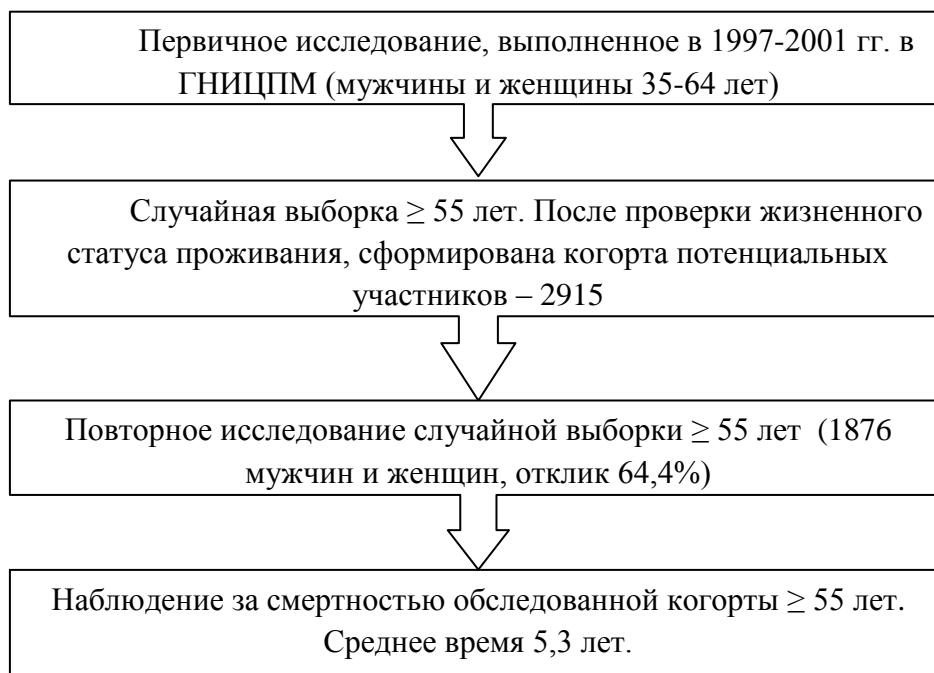 Первичное исследование, выполненное в 1997-2001 гг. в
ГНИЦПМ (мужчины и женщины 35-64 лет)
Случайная выборка ≥ 55 лет. После проверки жизненного
статуса проживания, сформирована когорта потенциальных
участников – 2915
Повторное исследование случайной выборки ≥ 55 лет (1876
мужчин и женщин, отклик 64,4%)
Наблюдение за смертностью обследованной когорты ≥ 55 лет.
Среднее время 5,3 лет.